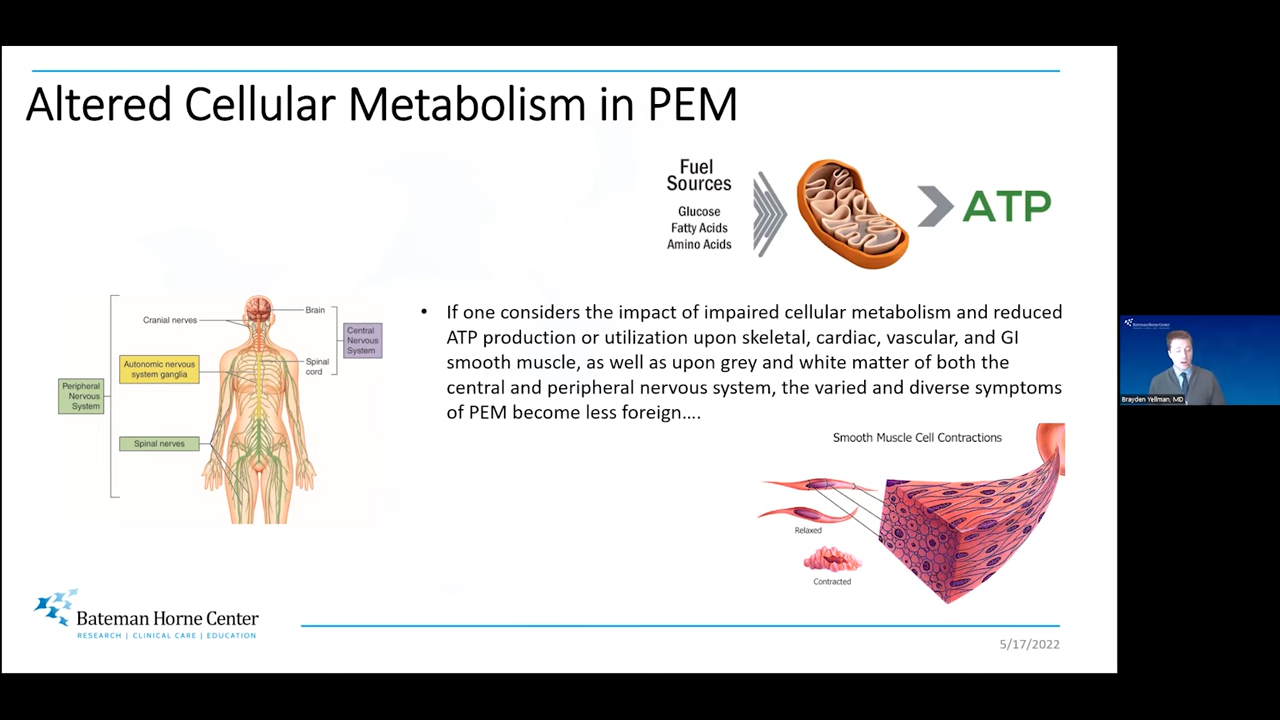 Altered Cellular Metabolism in PEM
Fuel
Sources
Glucose
Fatty Acids
Amino Acids
ATP
Cranial nerves
Brain
Central
Nervous
System
Autonomic nervous
system ganglia
Spinal
cord
Peripheral
Nervous
System
Spinal nerves
• If one considers the impact of impaired cellular metabolism and reduced
ATP production or utilization upon skeletal, cardiac, vascular, and GI
smooth muscle, as well as upon grey and white matter of both the
central and peripheral nervous system, the varied and diverse symptoms
of PEM become less foreign....
Smooth Muscle Cell Contractions
Relaxed
Contracted
Bateman Horne Center
RESEARCH | CLINICAL CARE | EDUCATION
5/17/2022
Bateman Horne Center
Brayden Yellman, MD